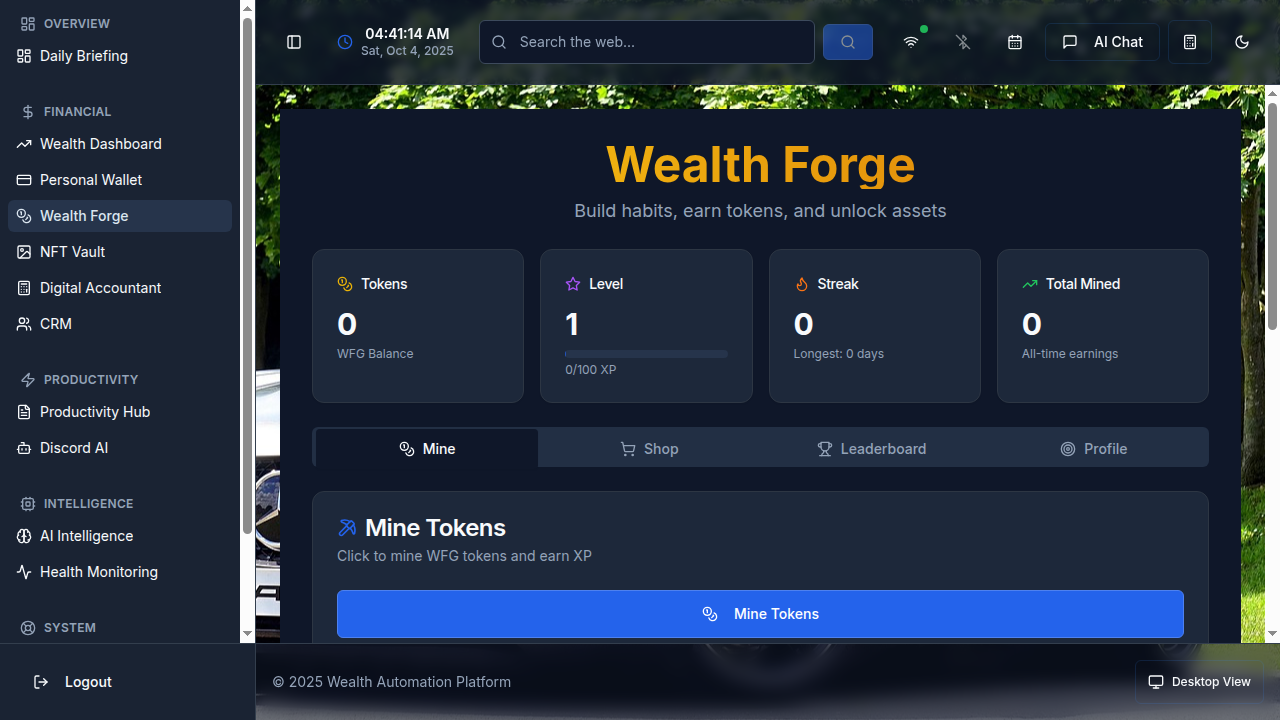 OVERVIEW
Daily Briefing
FINANCIAL
Wealth Dashboard
Personal Wallet
Wealth Forge
NFT Vault
Digital Accountant
CRM
PRODUCTIVITY
Productivity Hub
Discord AI
INTELLIGENCE
AI Intelligence
Health Monitoring
SYSTEM
Logout
04:41:14 AM
Sat, Oct 4, 2025
Search the web...
AI Chat
Wealth Forge
Build habits, earn tokens, and unlock assets
Tokens
0
WFG Balance
Level
1
0/100 XP
Streak
0
Longest: 0 days
Total Mined
0
All-time earnings
Mine
Shop
Leaderboard
Profile
Mine Tokens
Click to mine WFG tokens and earn XP
Mine Tokens
© 2025 Wealth Automation Platform
Desktop View